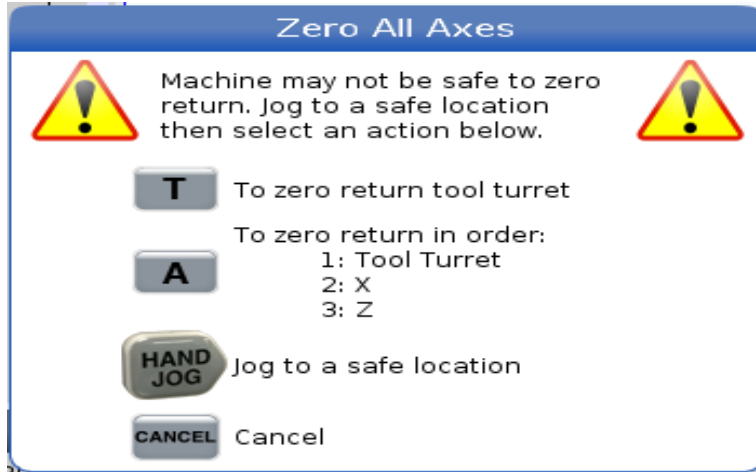 Zero All Axes
Machine may not be safe to zero
return. Jog to a safe location
then select an action below.
T To zero return tool turret
To zero return in order:
A 1: Tool Turret
2: X
3: Z
HAND
JOG Jog to a safe location
CANCEL Cancel